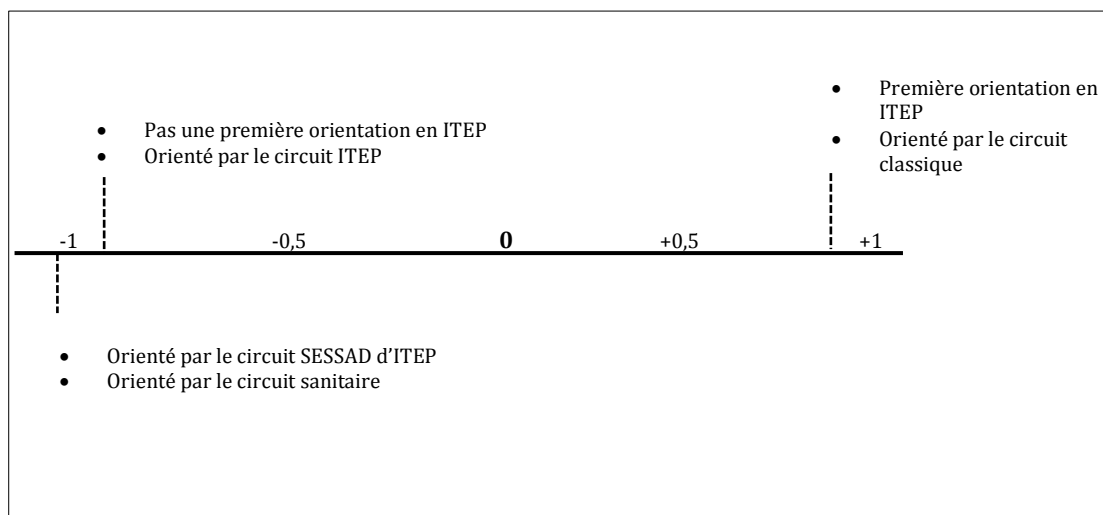 • Première orientation en
ITEP
• Orienté par le circuit
classique
• Pas une première orientation en ITEP
• Orienté par le circuit ITEP
-1 -0,5 0 +0,5 +1
• Orienté par le circuit SESSAD d’ITEP
• Orienté par le circuit sanitaire